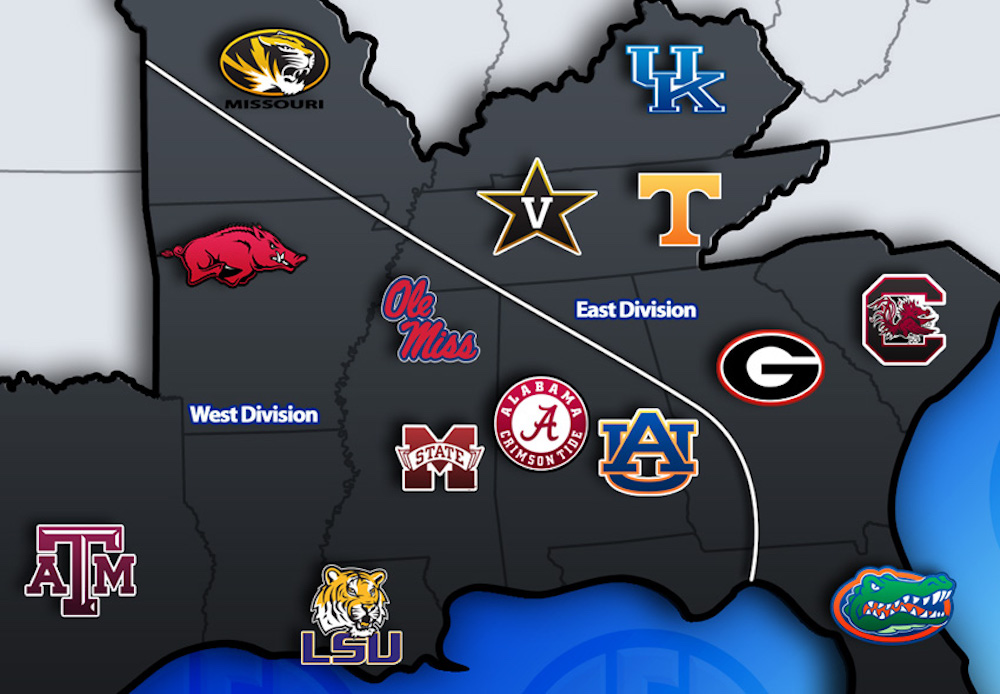 MISSOURI
UK
V
T
Ole
Miss
East Division
C
G
West Division
ALABAMA
A
CRIMSON TIDE
M
STATE
AU
ATM
LSU